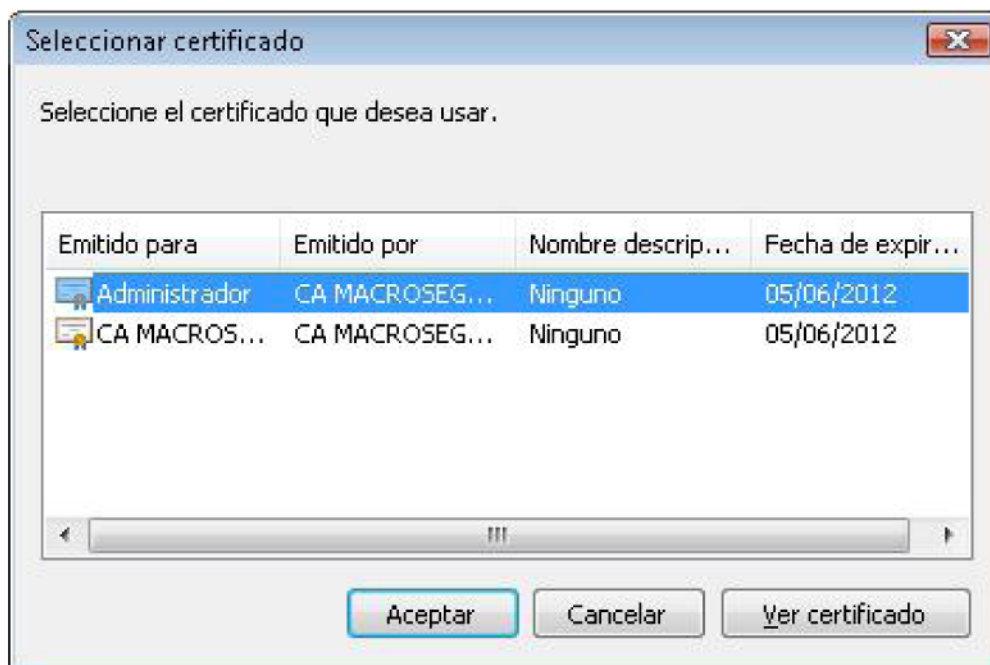 Seleccionar certificado
Seleccione el certificado que desea usar.
Emitido para Emitido por Nombre descrip... Fecha de expir...
Administrador CA MACROSEG... Ninguno 05/06/2012
CA MACROS... CA MACROSEG... Ninguno 05/06/2012
Aceptar Cancelar Ver certificado